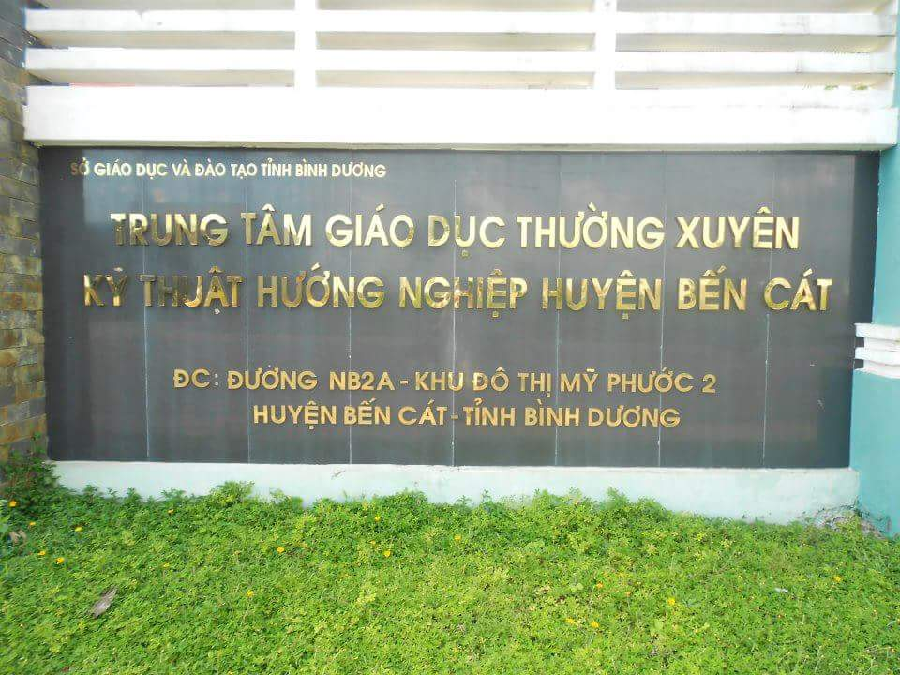 SỞ GIÁO DỤC VÀ ĐÀO TẠO TỈNH BÌNH DƯƠNG
TRUNG TÂM GIÁO DỤC THƯỜNG XUYÊN
KỸ THUẬT HƯỚNG NGHIỆP HUYỆN BẾN CÁT
ĐC: ĐƯỜNG NB2A - KHU ĐÔ THỊ MỸ PHƯỚC 2
HUYỆN BẾN CÁT - TỈNH BÌNH DƯƠNG